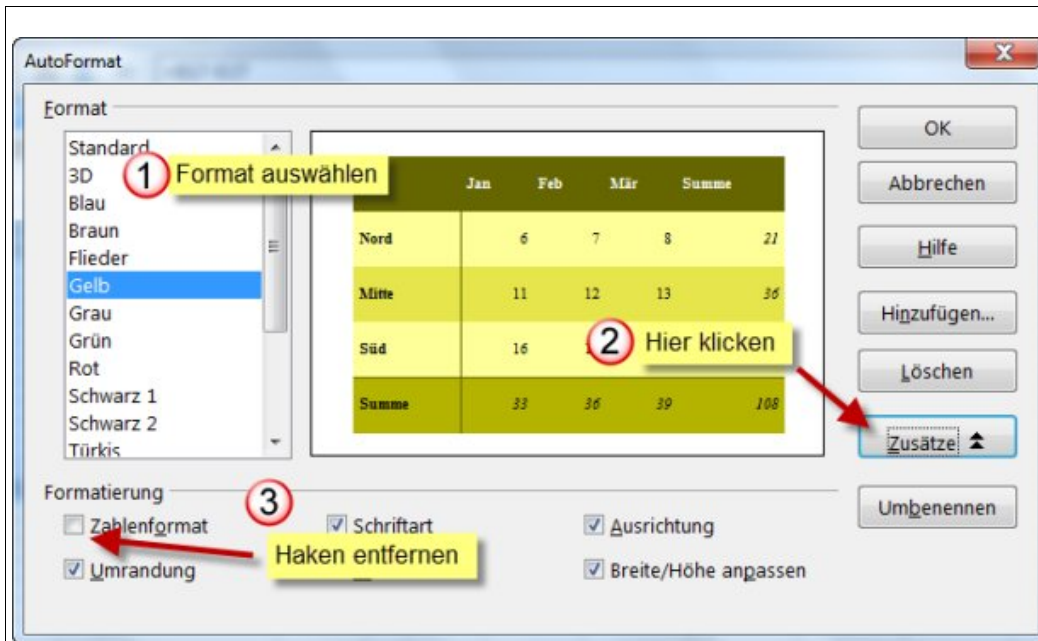 AutoFormat
Format
Standard
3D
Blau
Braun
Flieder
Gelb
Grau
Grün
Rot
Schwarz 1
Schwarz 2
Türkis
1 Format auswählen
Jan Feb Mär Summe
Nord 6 7 8 21
Mitte 11 12 13 36
Süd 16
Summe 33 36 39 108
2 Hier klicken
OK
Abbrechen
Hilfe
Hinzufügen...
Löschen
Zusätze
Umbenennen
Formatierung
3
Zahlenformat Schriftart Ausrichtung
Haken entfernen
Umrandung Breite/Höhe anpassen